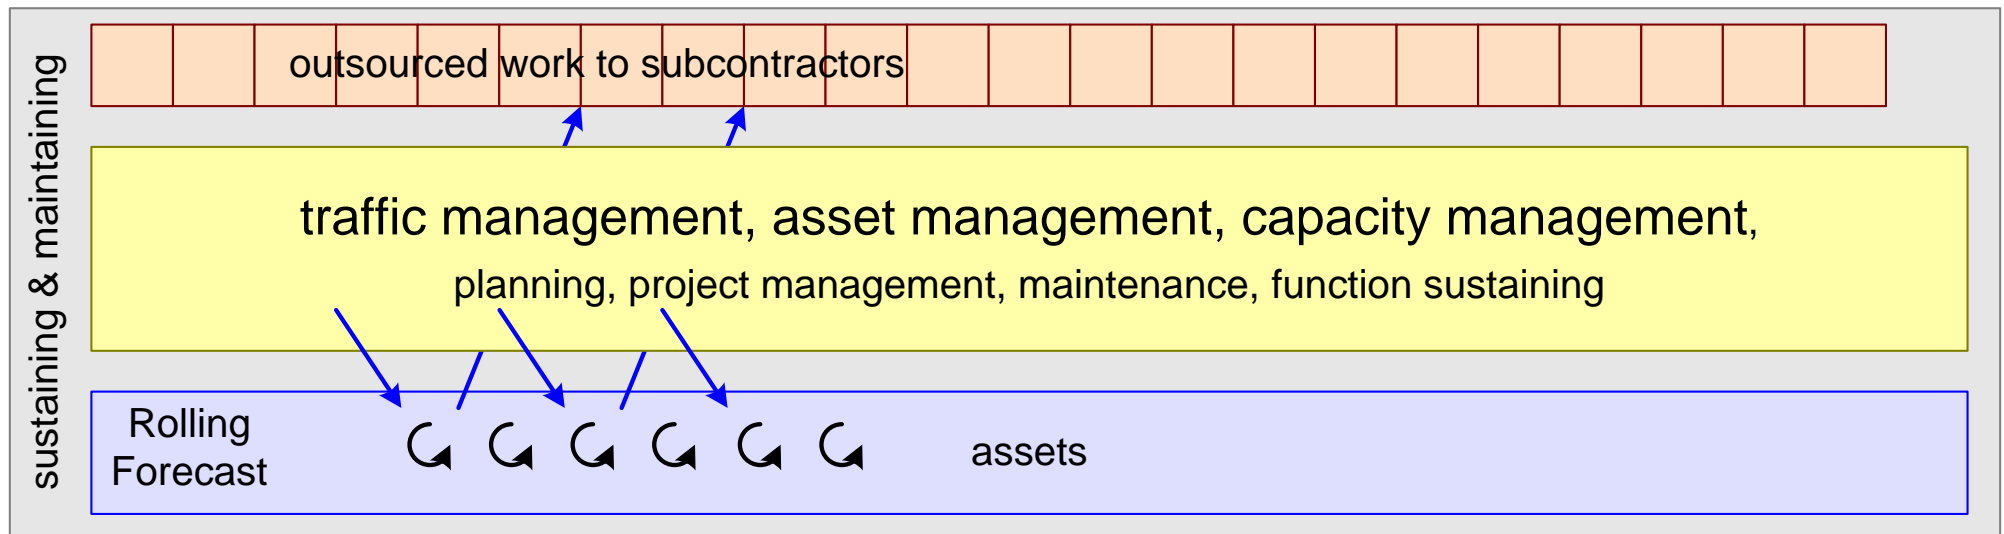 sustaining & maintaining
outsourced work to subcontractors
traffic management, asset management, capacity management,
planning, project management, maintenance, function sustaining
Rolling
Forecast
assets